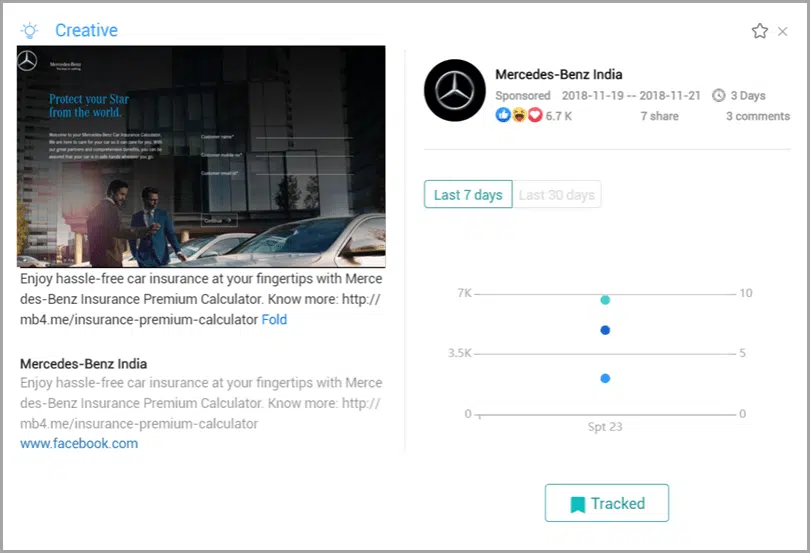 Creative
Mercedes-Benz
Protect your Star
from the world.
Welcome to your Mercedes-Benz Car Insurance Calculator.
We are here to care for your car so it can care for you. With
our great partners and comprehensive benefits, you can be
assured that your car is in safe hands wherever you go.
Customer name*
Customer mobile no*
Customer email id*
Continue
Enjoy hassle-free car insurance at your fingertips with Merce
des-Benz Insurance Premium Calculator. Know more: http://
mb4.me/insurance-premium-calculator Fold
Mercedes-Benz India
Enjoy hassle-free car insurance at your fingertips with Merce
des-Benz Insurance Premium Calculator. Know more: http://
mb4.me/insurance-premium-calculator
www.facebook.com
Mercedes-Benz India
Sponsored 2018-11-19 -- 2018-11-21 3 Days
6.7 K 7 share 3 comments
Last 7 days Last 30 days
7K 10
3.5K 5
0 0
Spt 23
Tracked